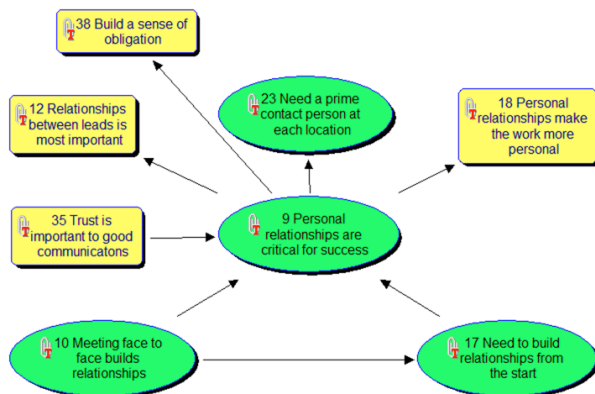 38 Build a sense of
obligation
12 Relationships
between leads is
most important
23 Need a prime
contact person at
each location
18 Personal
relationships make
the work more
personal
35 Trust is
important to good
communicatons
9 Personal
relationships are
critical for success
10 Meeting face to
face builds
relationships
17 Need to build
relationships from
the start